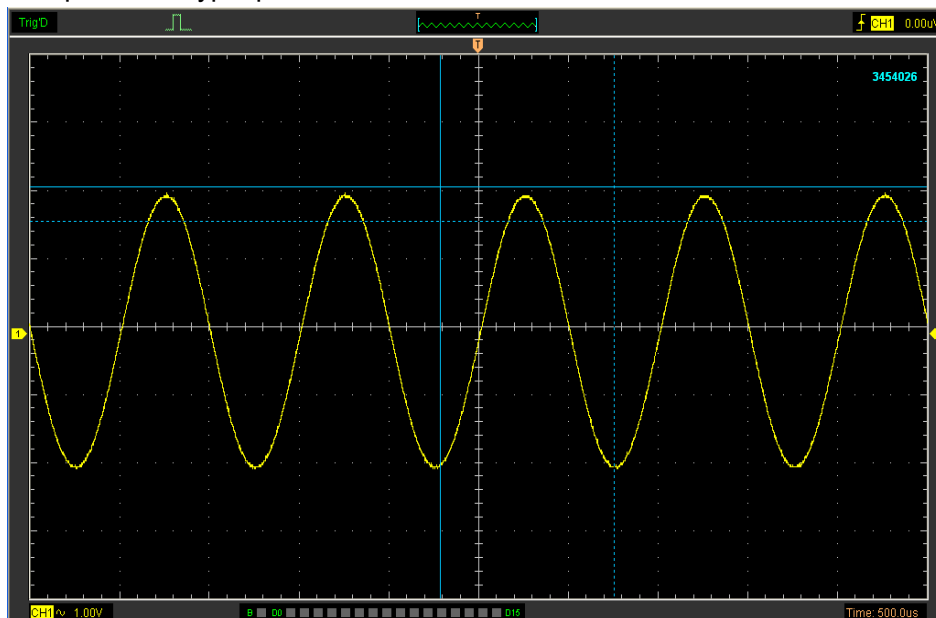 Trig'D
T
CH1 0.00uV
T
3454026
1
CH1 ~ 1.00V
B D0 D15
Time: 500.0us